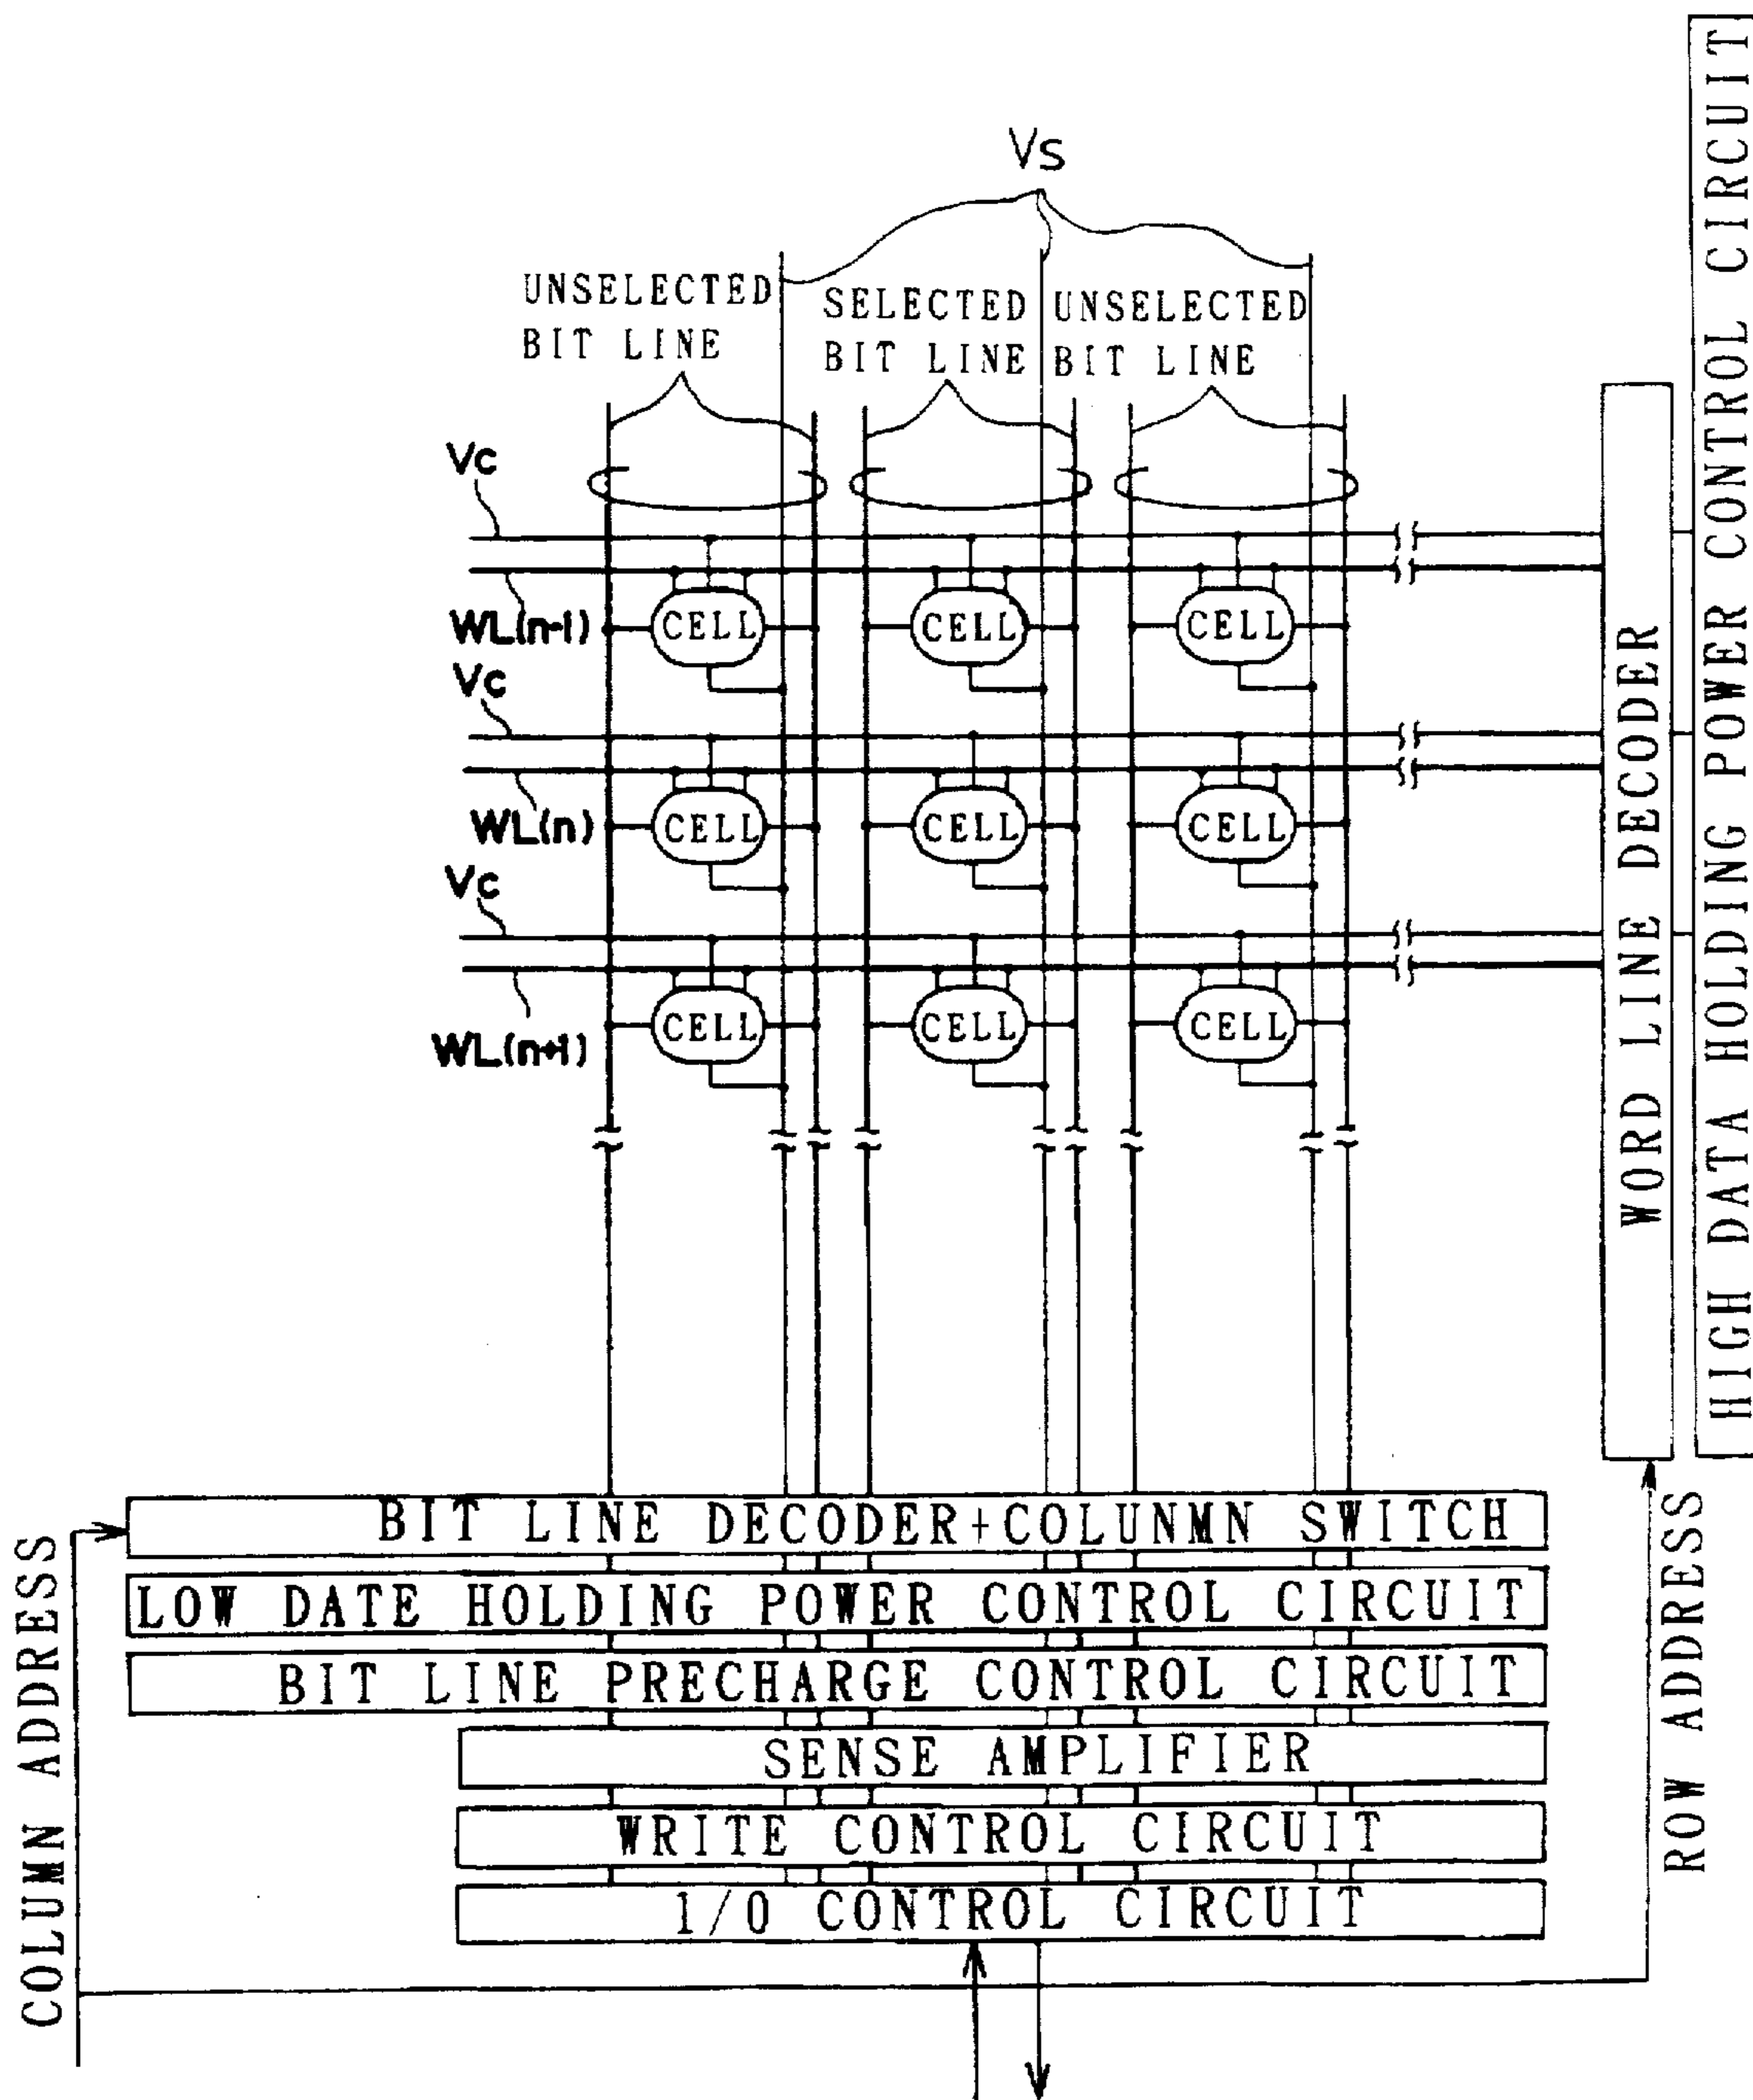 Vs
UNSELECTED
BIT LINE
SELECTED
BIT LINE
UNSELECTED
BIT LINE
Vc
WL(n-1)
CELL
CELL
CELL
Vc
WL(n)
CELL
CELL
CELL
Vc
WL(n+1)
CELL
CELL
CELL
WORD LINE DECODER
HIGH DATA HOLDING POWER CONTROL CIRCUIT
BIT LINE DECODER+COLUNMN SWITCH
LOW DATE HOLDING POWER CONTROL CIRCUIT
BIT LINE PRECHARGE CONTROL CIRCUIT
SENSE AMPLIFIER
WRITE CONTROL CIRCUIT
1/0 CONTROL CIRCUIT
COLUMN ADDRESS
ROW ADDRESS